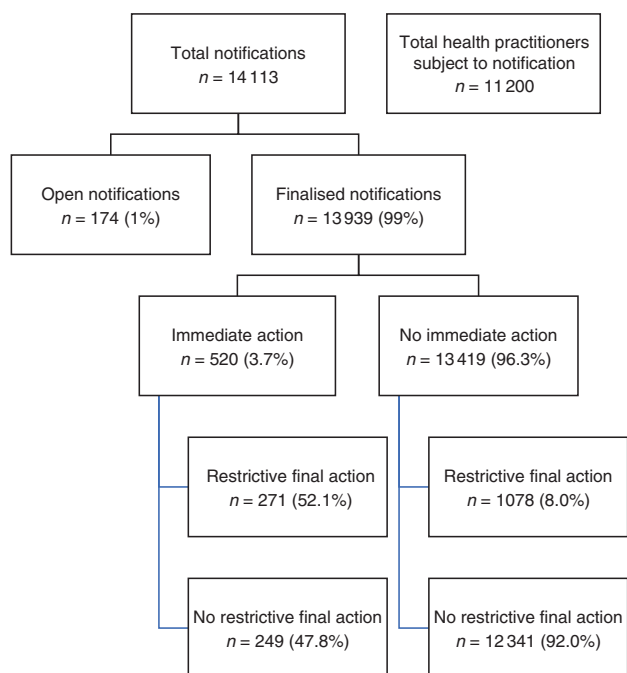 Total notifications
n = 14 113
Total health practitioners
subject to notification
n = 11 200
Open notifications
n = 174 (1%)
Finalised notifications
n = 13 939 (99%)
Immediate action
n = 520 (3.7%)
No immediate action
n = 13 419 (96.3%)
Restrictive final action
n = 271 (52.1%)
Restrictive final action
n = 1078 (8.0%)
No restrictive final action
n = 249 (47.8%)
No restrictive final action
n = 12 341 (92.0%)